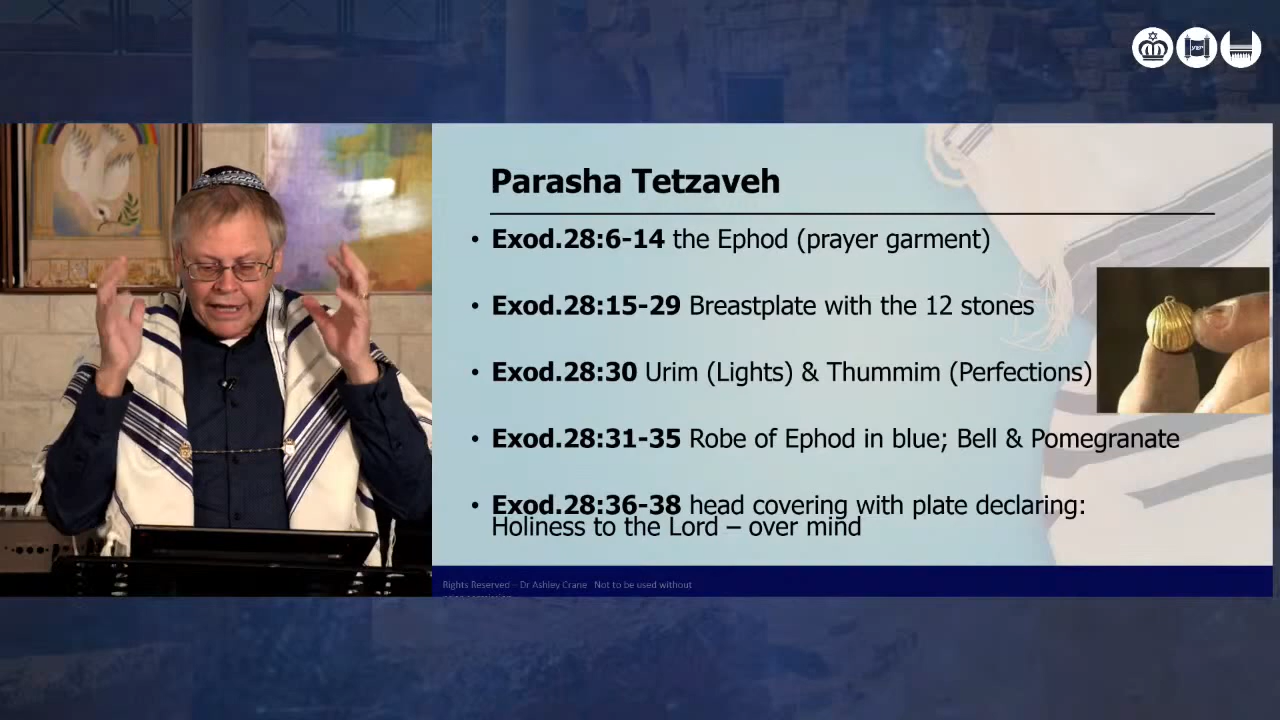 Parasha Tetzaveh
• Exod.28:6-14 the Ephod (prayer garment)
• Exod.28:15-29 Breastplate with the 12 stones
• Exod.28:30 Urim (Lights) & Thummim (Perfections)
• Exod.28:31-35 Robe of Ephod in blue; Bell & Pomegranate
• Exod.28:36-38 head covering with plate declaring:
Holiness to the Lord – over mind
Rights Reserved – Dr Ashley Crane Not to be used without